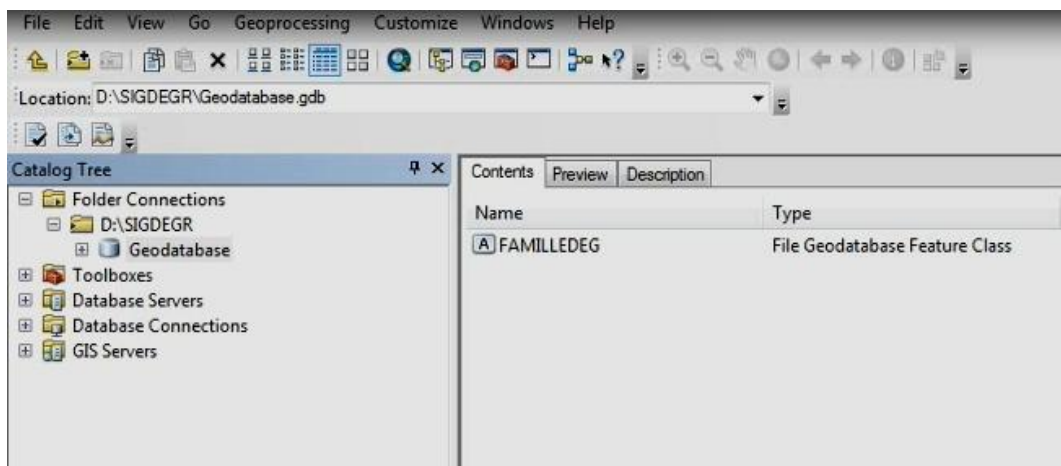 File Edit View Go Geoprocessing Customize Windows Help
Location: D:\SIGDEGR\Geodatabase.gdb
Catalog Tree
Folder Connections
D:\SIGDEGR
Geodatabase
Toolboxes
Database Servers
Database Connections
GIS Servers
Contents Preview Description
Name Type
A FAMILLEDEG File Geodatabase Feature Class